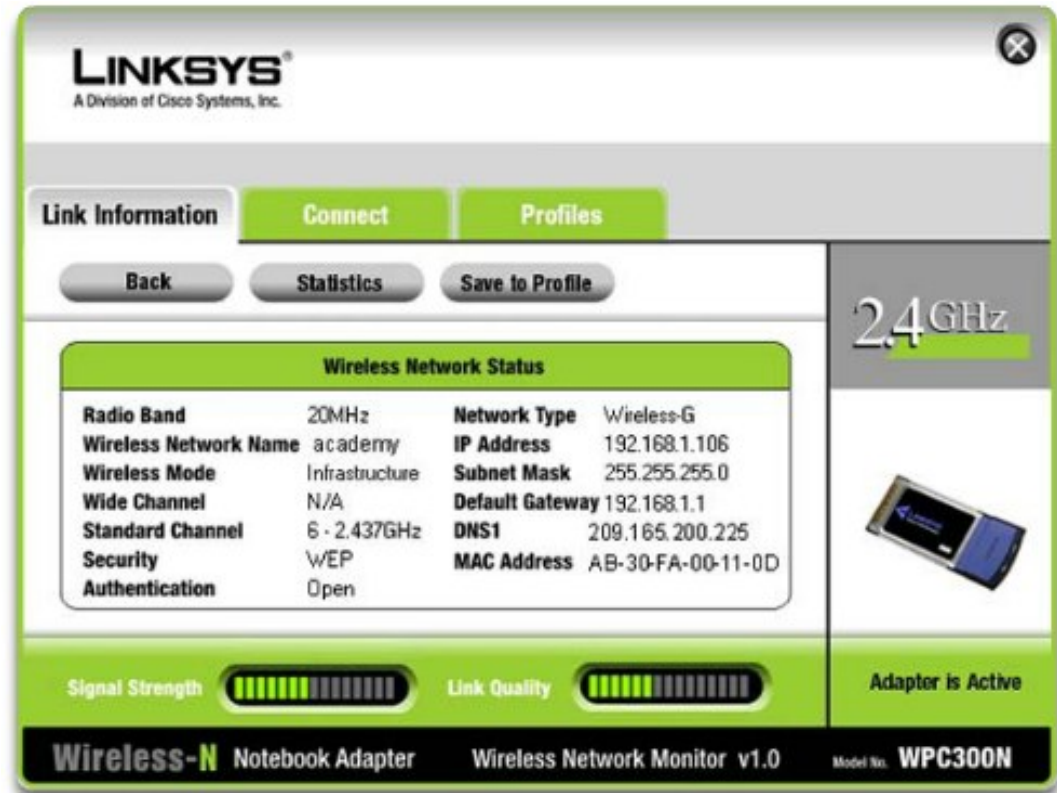 LINKSYS®
A Division of Cisco Systems, Inc.
Link Information
Connect
Profiles
Back
Statistics
Save to Profile
2.4GHz
Wireless Network Status
Radio Band 20MHz
Wireless Network Name academy
Wireless Mode Infrastructure
Wide Channel N/A
Standard Channel 6 - 2.437GHz
Security WEP
Authentication Open
Network Type Wireless-G
IP Address 192.168.1.106
Subnet Mask 255.255.255.0
Default Gateway 192.168.1.1
DNS1 209.165.200.225
MAC Address AB-30-FA-00-11-0D
Signal Strength
Link Quality
Adapter is Active
Wireless-N Notebook Adapter
Wireless Network Monitor v1.0
Model No. WPC300N